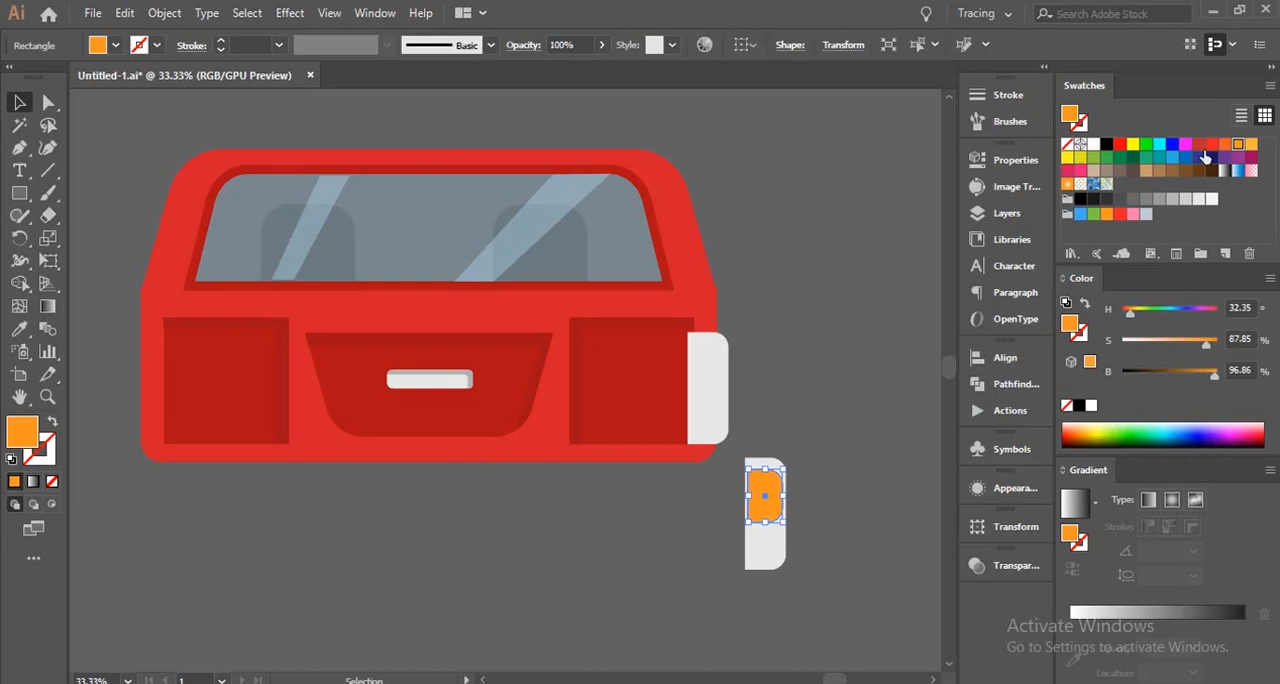 Ai File Edit Object Type Select Effect View Window Help Tracing Search Adobe Stock
Rectangle Stroke: Basic Opacity: 100% Style: Shape: Transform
Untitled-1.ai* @ 33.33% (RGB/GPU Preview)
Stroke
Brushes
Properties
Image Tr...
Layers
Libraries
Character
Paragraph
OpenType
Align
Pathfind...
Actions
Symbols
Appeara...
Transform
Transpar...
Swatches
Color
H 32.35 °
S 87.85 %
B 96.86 %
Gradient
Type:
Strokes:
Location:
Activate Windows
Go to Settings to activate Windows.
33.33% 1 Selection